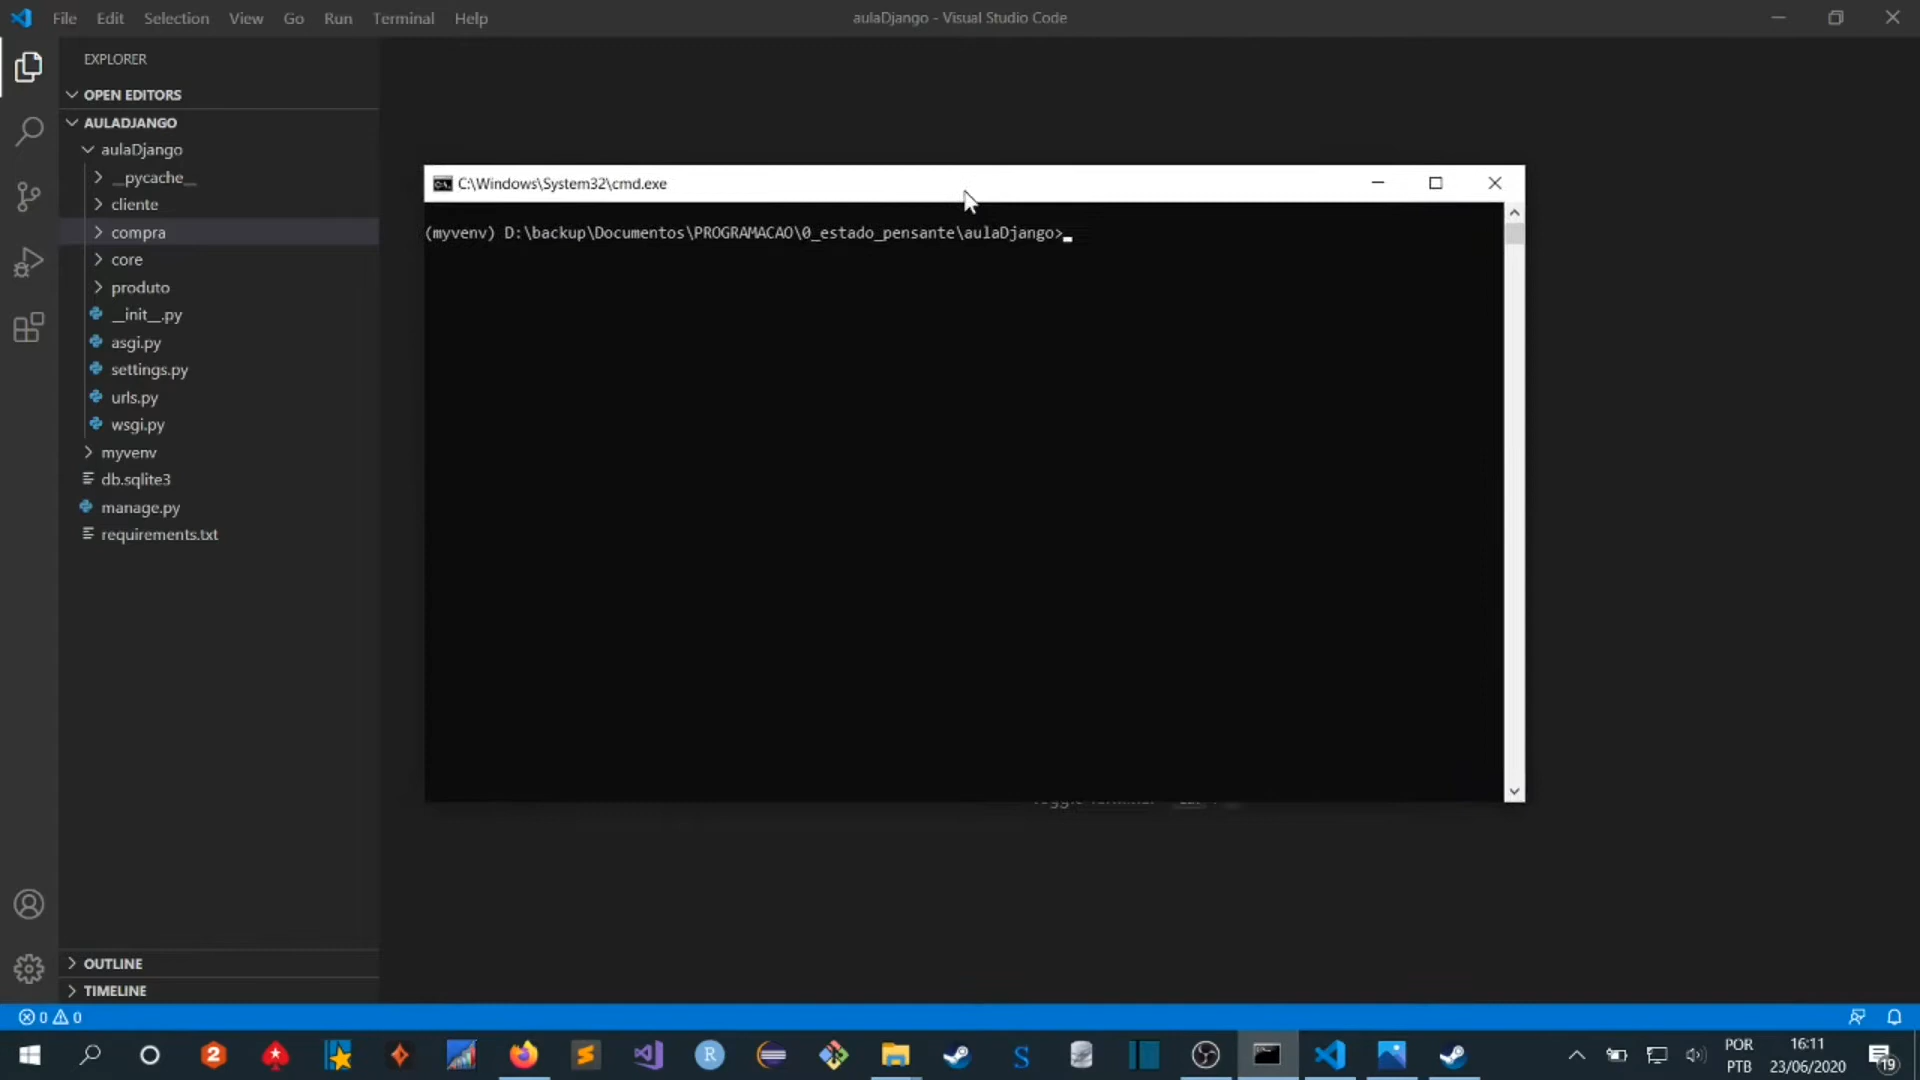 File Edit Selection View Go Run Terminal Help
aulaDjango - Visual Studio Code
EXPLORER
OPEN EDITORS
AULADJANGO
aulaDjango
__pycache__
cliente
compra
core
produto
__init__.py
asgi.py
settings.py
urls.py
wsgi.py
myvenv
db.sqlite3
manage.py
requirements.txt
C:\Windows\System32\cmd.exe
(myvenv) D:\backup\Documentos\PROGRAMACAO\0_estado_pensante\aulaDjango>
OUTLINE
TIMELINE
0 0
2
R
S
POR
PTB
16:11
23/06/2020
19